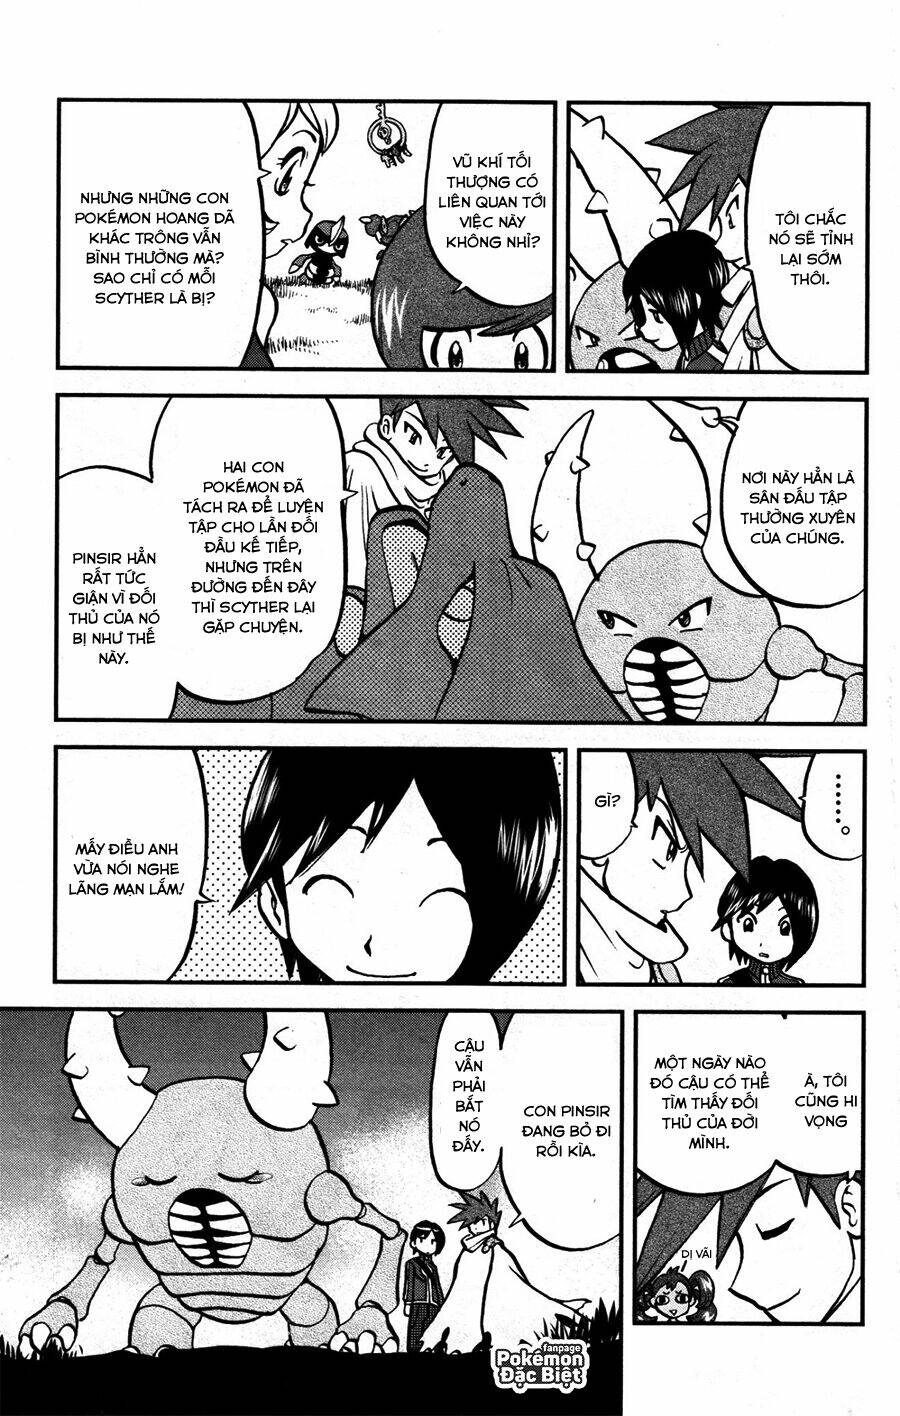 TÔI CHẮC
NÓ SẼ TỈNH
LẠI SỚM
THÔI.
VŨ KHÍ TỐI
THƯỢNG CÓ
LIÊN QUAN TỚI
VIỆC NÀY
KHÔNG NHỈ?
NHƯNG NHỮNG CON
POKÉMON HOANG DÃ
KHÁC TRÔNG VẪN
BÌNH THƯỜNG MÀ?
SAO CHỈ CÓ MỖI
SCYTHER LÀ BỊ?
NƠI NÀY HẲN LÀ
SÂN ĐẤU TẬP
THƯỜNG XUYÊN
CỦA CHÚNG.
HAI CON
POKÉMON ĐÃ
TÁCH RA ĐỂ LUYỆN
TẬP CHO LẦN ĐỐI
ĐẦU KẾ TIẾP,
NHƯNG TRÊN
ĐƯỜNG ĐẾN ĐÂY
THÌ SCYTHER LẠI
GẶP CHUYỆN.
PINSIR HẲN
RẤT TỨC
GIẬN VÌ ĐỐI
THỦ CỦA NÓ
BỊ NHƯ THẾ
NÀY.
......
GÌ?
MẤY ĐIỀU ANH
VỪA NÓI NGHE
LÃNG MẠN LẮM!
À, TÔI
CŨNG HI
VỌNG
MỘT NGÀY NÀO
ĐÓ CẬU CÓ THỂ
TÌM THẤY ĐỐI
THỦ CỦA ĐỜI
MÌNH.
DỊ VÃI
CON PINSIR
ĐANG BỎ ĐI
RỒI KÌA.
CẬU
VẪN
PHẢI
BẮT
NÓ
ĐẤY.
fanpage
Pokémon
Đặc Biệt